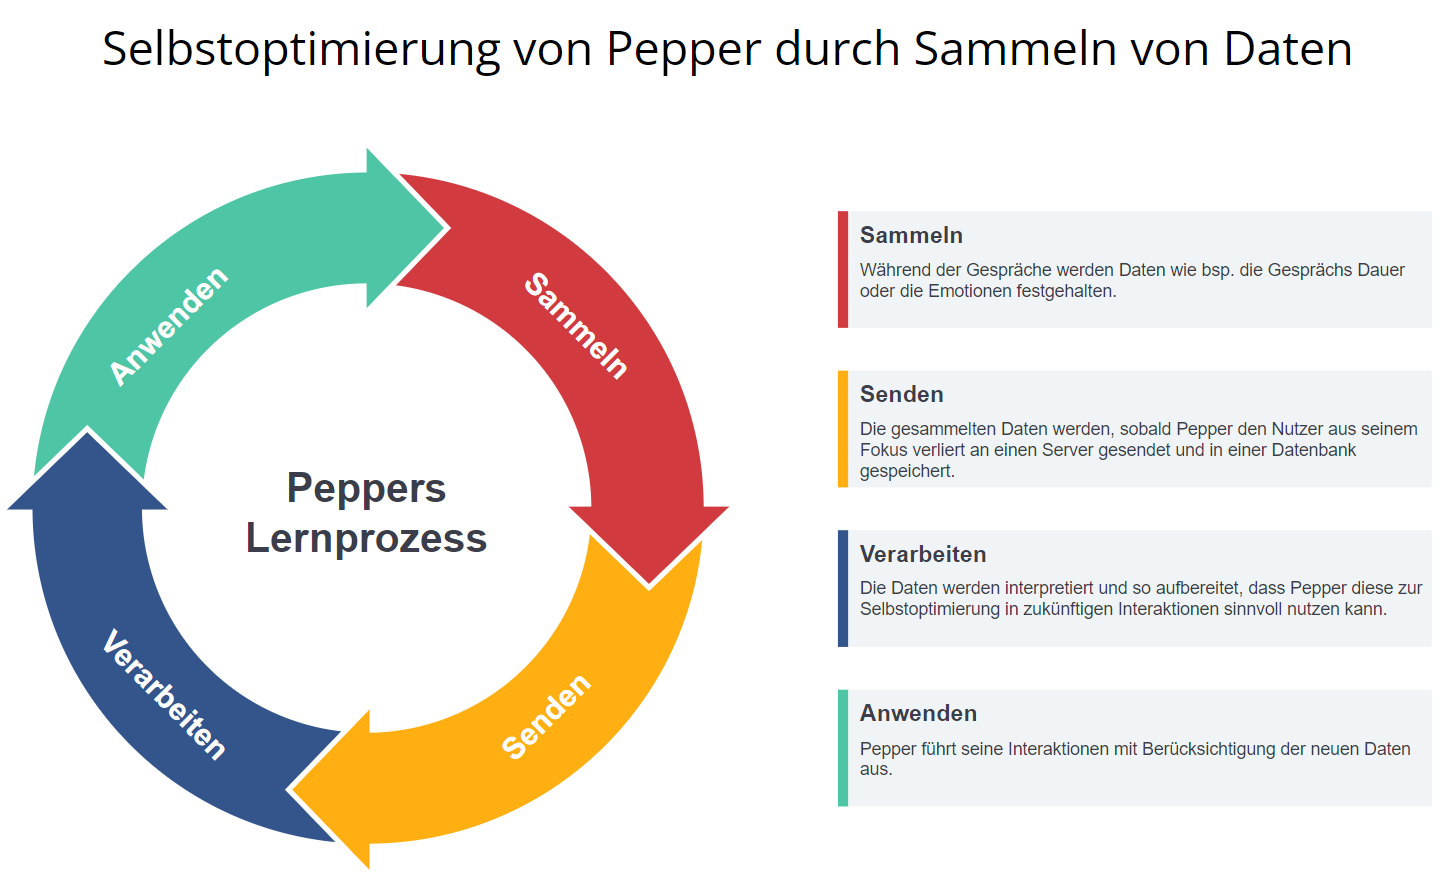 Selbstoptimierung von Pepper durch Sammeln von Daten
Anwenden
Sammeln
Peppers
Lernprozess
Verarbeiten
Senden
Sammeln
Während der Gespräche werden Daten wie bsp. die Gesprächs Dauer
oder die Emotionen festgehalten.
Senden
Die gesammelten Daten werden, sobald Pepper den Nutzer aus seinem
Fokus verliert an einen Server gesendet und in einer Datenbank
gespeichert.
Verarbeiten
Die Daten werden interpretiert und so aufbereitet, dass Pepper diese zur
Selbstoptimierung in zukünftigen Interaktionen sinnvoll nutzen kann.
Anwenden
Pepper führt seine Interaktionen mit Berücksichtigung der neuen Daten
aus.